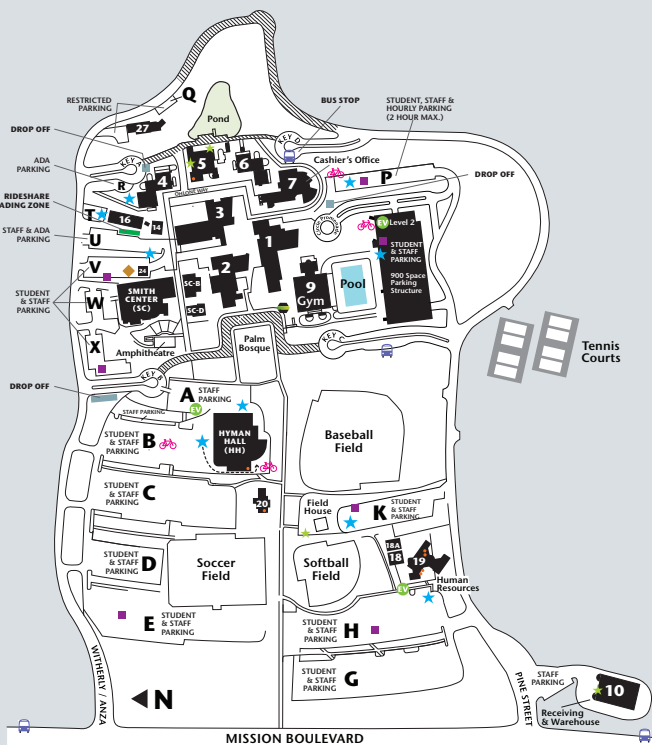 Q
RESTRICTED
PARKING
Pond
BUS STOP
STUDENT, STAFF &
HOURLY PARKING
(2 HOUR MAX.)
DROP OFF
27
KEY D
Cashier's Office
ADA
PARKING
KEY A
5
6
P
DROP OFF
R
4
7
OHLONE WAY
RIDESHARE
ADING ZONE
T
16
14
3
EV Level 2
STAFF & ADA
PARKING
U
1
STUDENT
& STAFF
PARKING
V
24
2
900 Space
Parking
Structure
STUDENT
& STAFF
PARKING
W
SMITH
CENTER
(SC)
SC-B
SC-D
9
Gym
Pool
X
Amphitheatre
Palm
Bosque
KEY C
Tennis
Courts
DROP OFF
KEY B
A
STAFF
PARKING
EV
STAFF PARKING
STUDENT
& STAFF
PARKING
B
HYMAN
HALL
(HH)
Baseball
Field
STUDENT
& STAFF
PARKING
C
20
Field
House
K
STUDENT
& STAFF
PARKING
STUDENT
& STAFF
PARKING
D
Soccer
Field
Softball
Field
18A
18
19
EV
Human
Resources
E
STUDENT
& STAFF
PARKING
STUDENT
& STAFF
PARKING
H
STUDENT
& STAFF
PARKING
G
WITHERLY / ANZA
N
PINE STREET
STAFF
PARKING
10
Receiving
& Warehouse
MISSION BOULEVARD